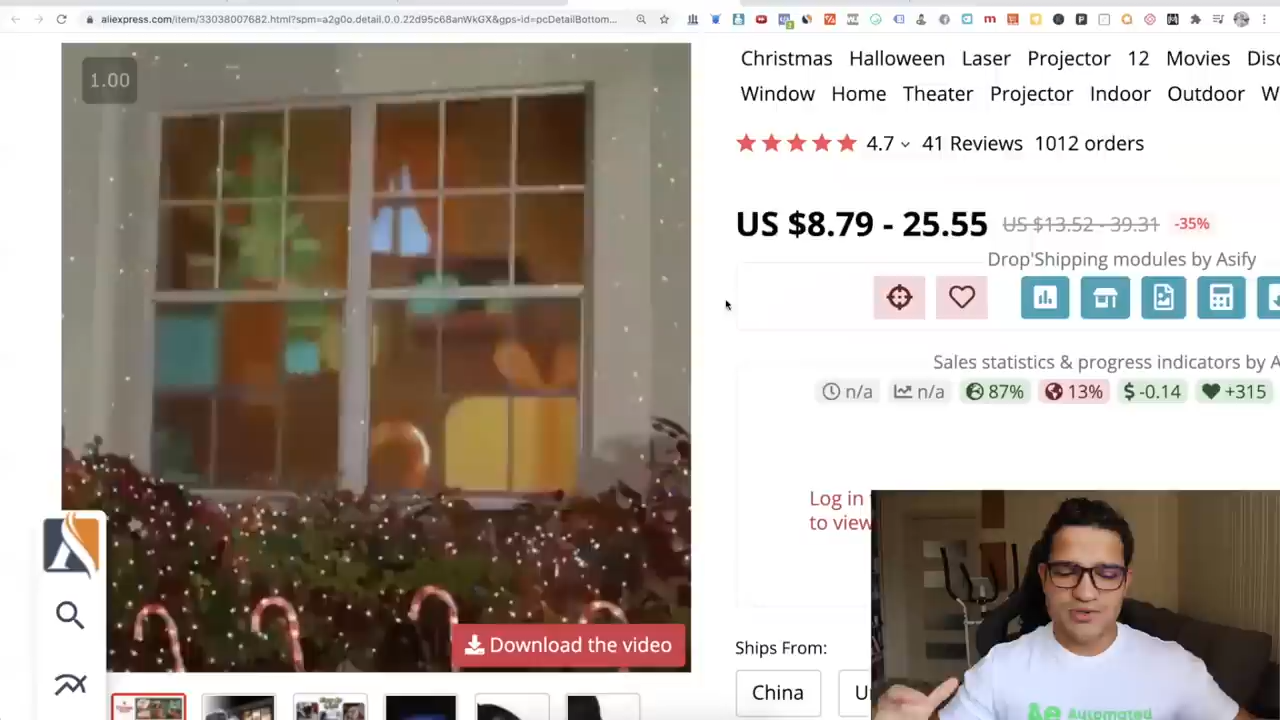 aliexpress.com/item/33038007682.html?spm=a2g0o.detail.0.0.22d95c68anWkGX&gps-id=pcDetailBottom...
1.00
Christmas Halloween Laser Projector 12 Movies Disc
Window Home Theater Projector Indoor Outdoor W
4.7 41 Reviews 1012 orders
US $8.79 - 25.55 US $13.52 - 39.31 -35%
Drop'Shipping modules by Asify
Sales statistics & progress indicators by A
n/a n/a 87% 13% $ -0.14 +315
Log in
to view
Download the video
Ships From:
China U
Ae Automated